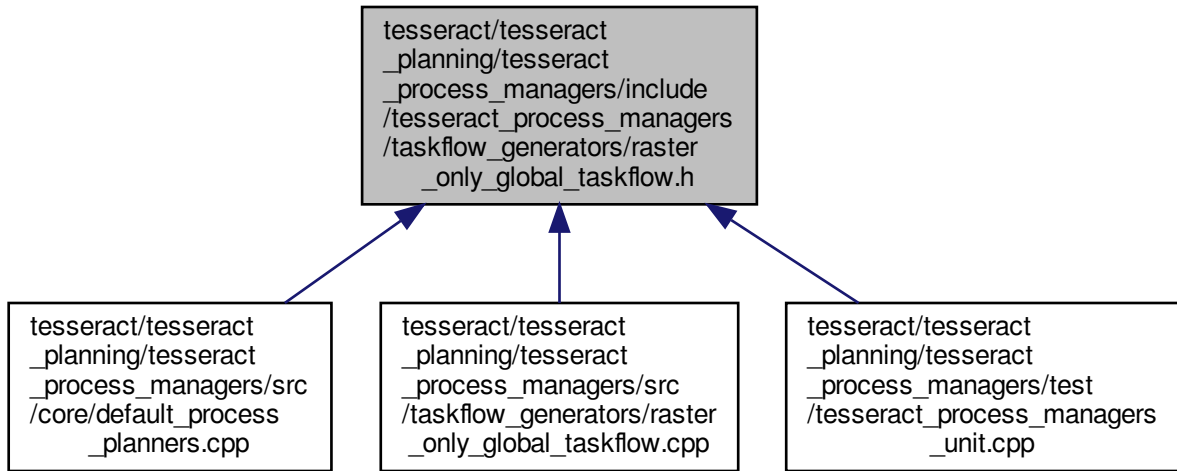 tesseract/tesseract
_planning/tesseract
_process_managers/include
/tesseract_process_managers
/taskflow_generators/raster
_only_global_taskflow.h
tesseract/tesseract
_planning/tesseract
_process_managers/src
/core/default_process
_planners.cpp
tesseract/tesseract
_planning/tesseract
_process_managers/src
/taskflow_generators/raster
_only_global_taskflow.cpp
tesseract/tesseract
_planning/tesseract
_process_managers/test
/tesseract_process_managers
_unit.cpp